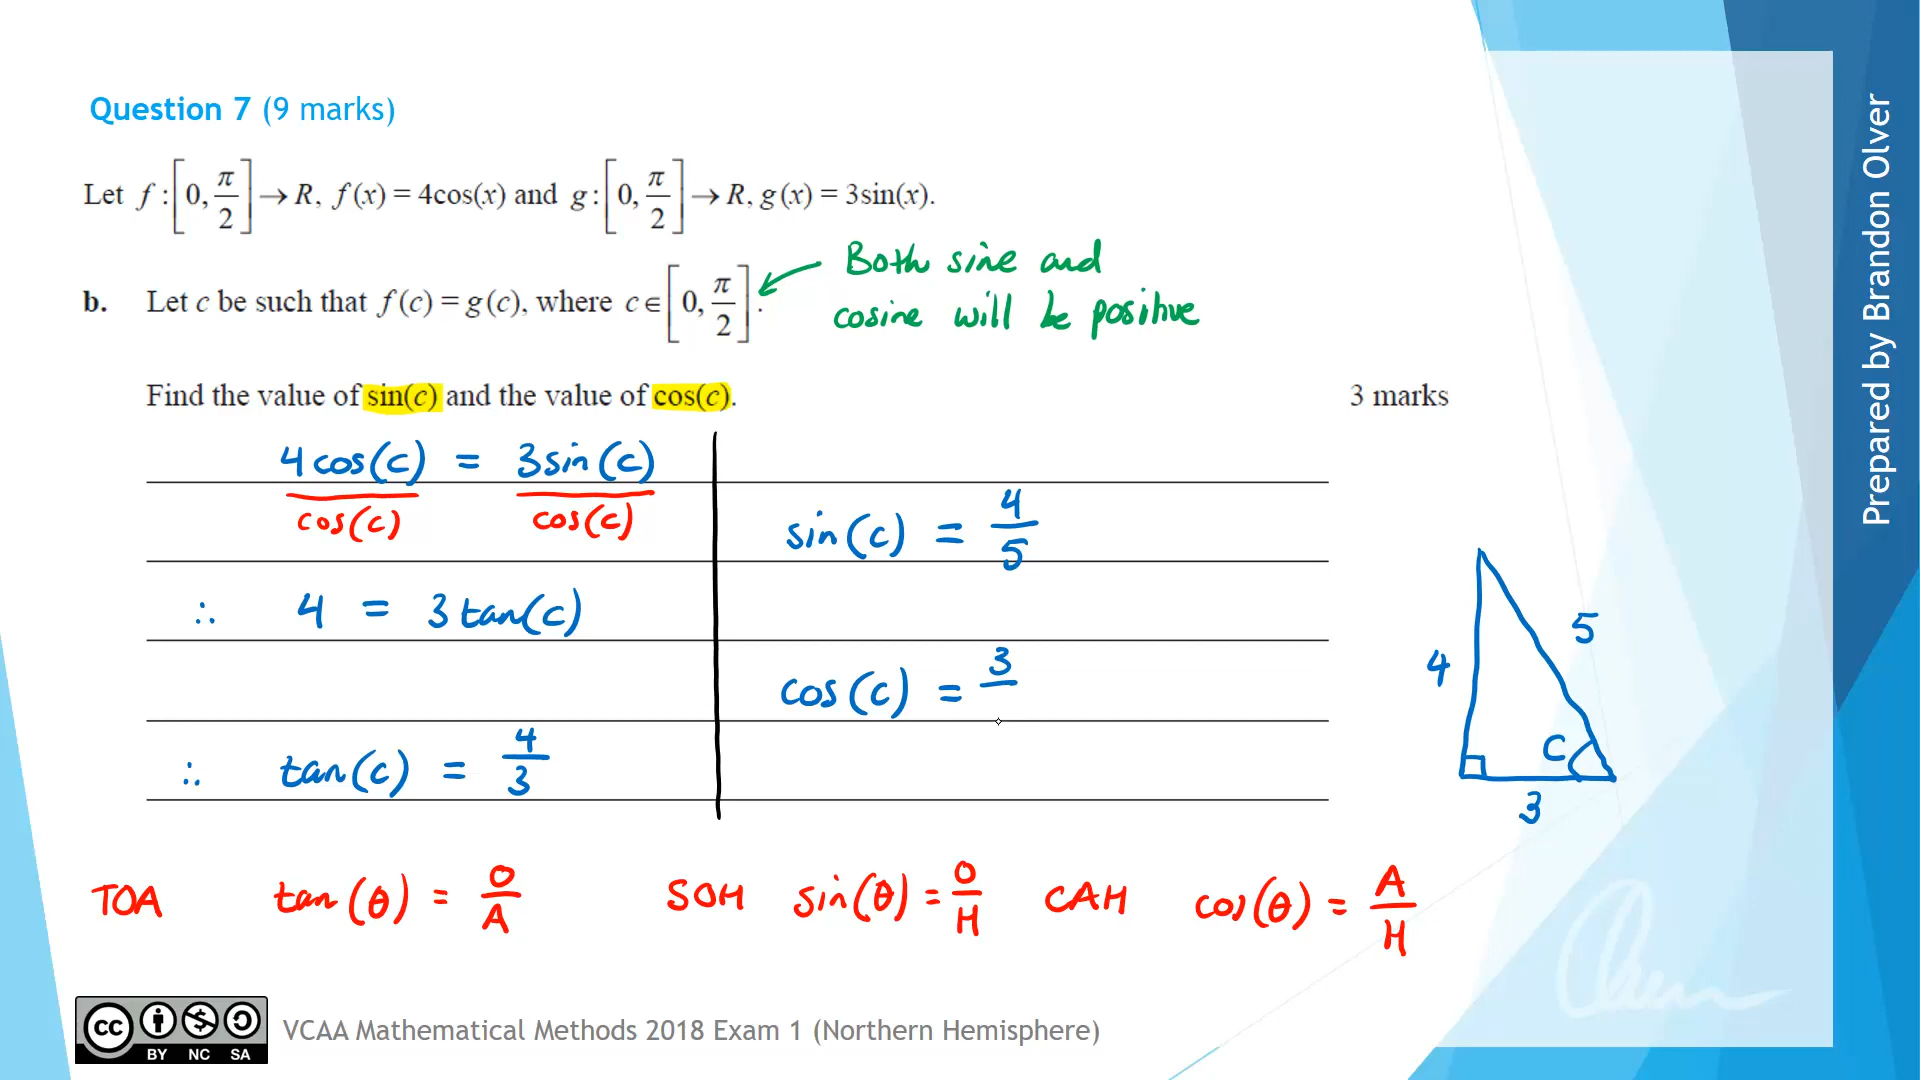 Question 7 (9 marks)
Let f : [0, π/2] → R, f(x) = 4cos(x) and g : [0, π/2] → R, g(x) = 3sin(x).
Both sine and
cosine will be positive
b. Let c be such that f(c) = g(c), where c ∈ [0, π/2].
Find the value of sin(c) and the value of cos(c).
3 marks
4cos(c) / cos(c) = 3sin(c) / cos(c)
∴ 4 = 3tan(c)
∴ tan(c) = 4/3
sin(c) = 4/5
cos(c) = 3/
4
5
C
3
TOA tan(θ) = O/A SOH sin(θ) = O/H CAH cos(θ) = A/H
cc BY NC SA
VCAA Mathematical Methods 2018 Exam 1 (Northern Hemisphere)
Prepared by Brandon Olver